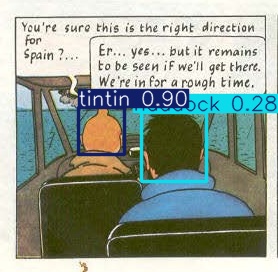 You're sure this is the right direction
for
Spain ?...
Er... yes... but it remains
to be seen if we'll get there.
We're in for a rough time.
tintin 0.90
0.28